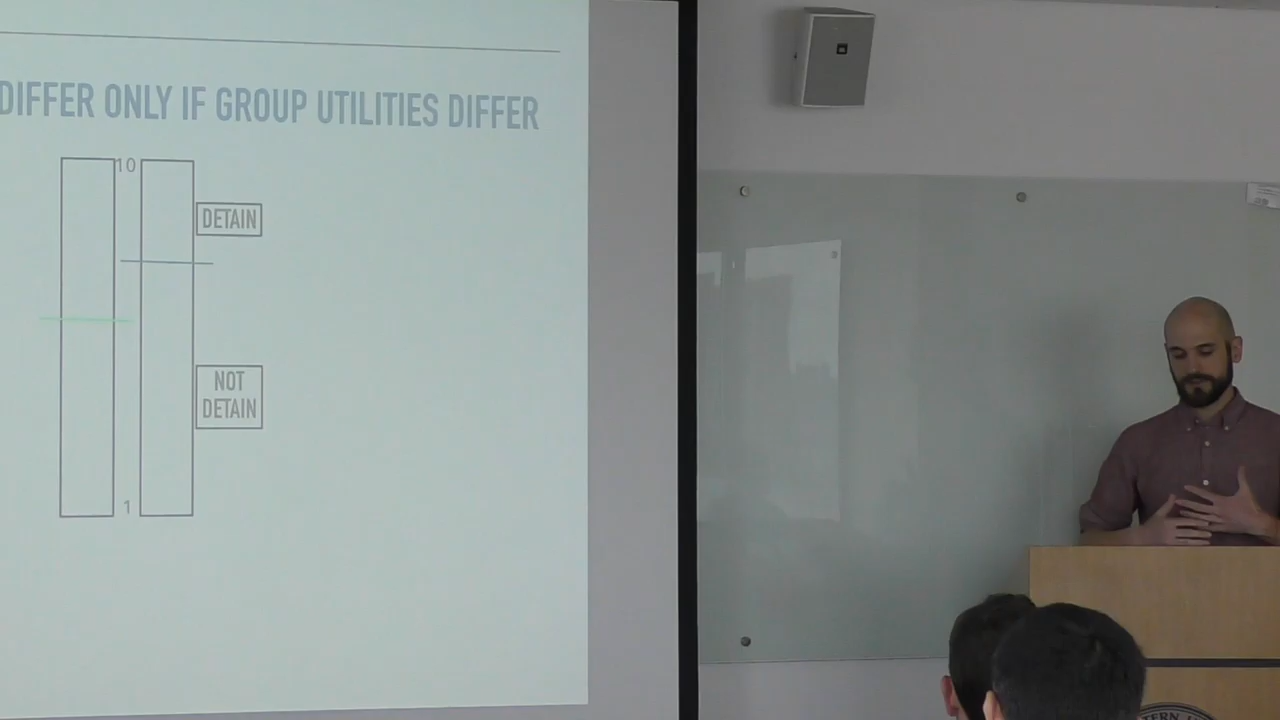 DIFFER ONLY IF GROUP UTILITIES DIFFER
10
DETAIN
NOT
DETAIN
1